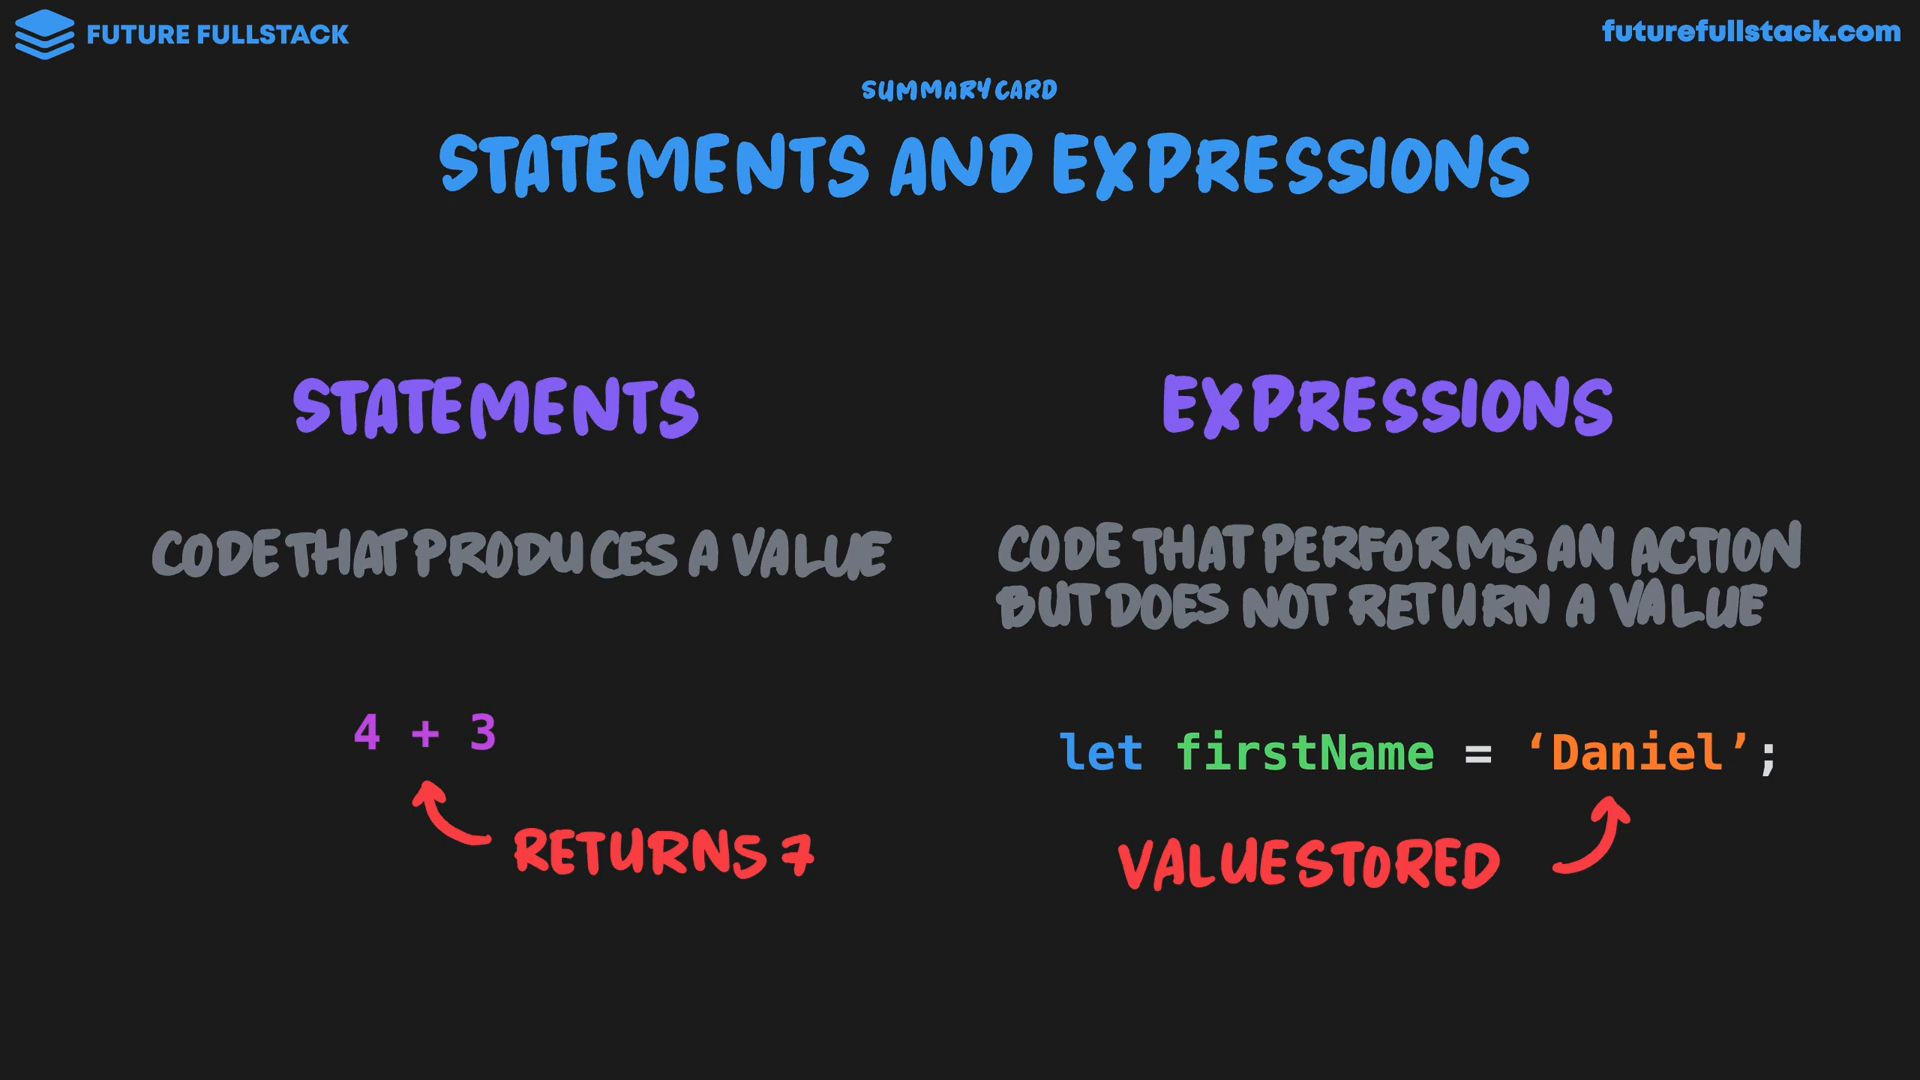 FUTURE FULLSTACK
futurefullstack.com
SUMMARY CARD
STATEMENTS AND EXPRESSIONS
STATEMENTS
CODE THAT PRODUCES A VALUE
4 + 3
RETURNS 7
EXPRESSIONS
CODE THAT PERFORMS AN ACTION
BUT DOES NOT RETURN A VALUE
let firstName = ‘Daniel’;
VALUE STORED